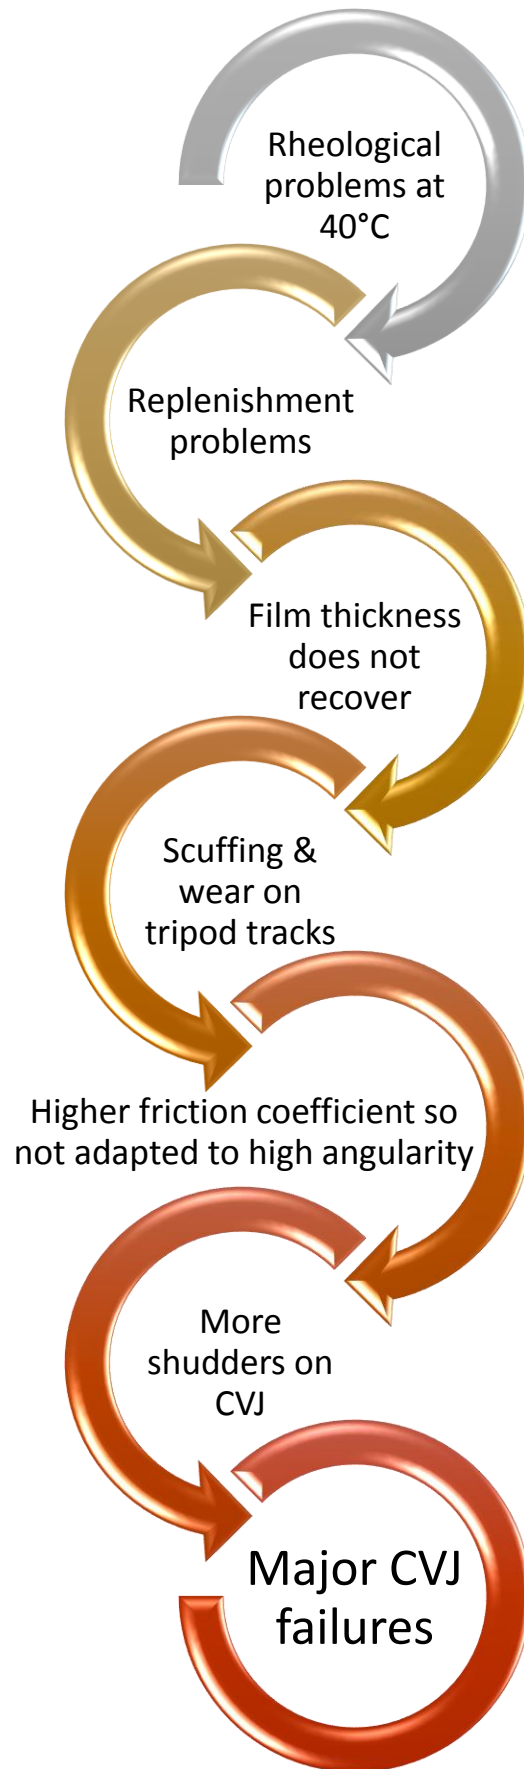 Rheological
problems at
40°C
Replenishment
problems
Film thickness
does not
recover
Scuffing &
wear on
tripod tracks
Higher friction coefficient so
not adapted to high angularity
More
shudders on
CVJ
Major CVJ
failures